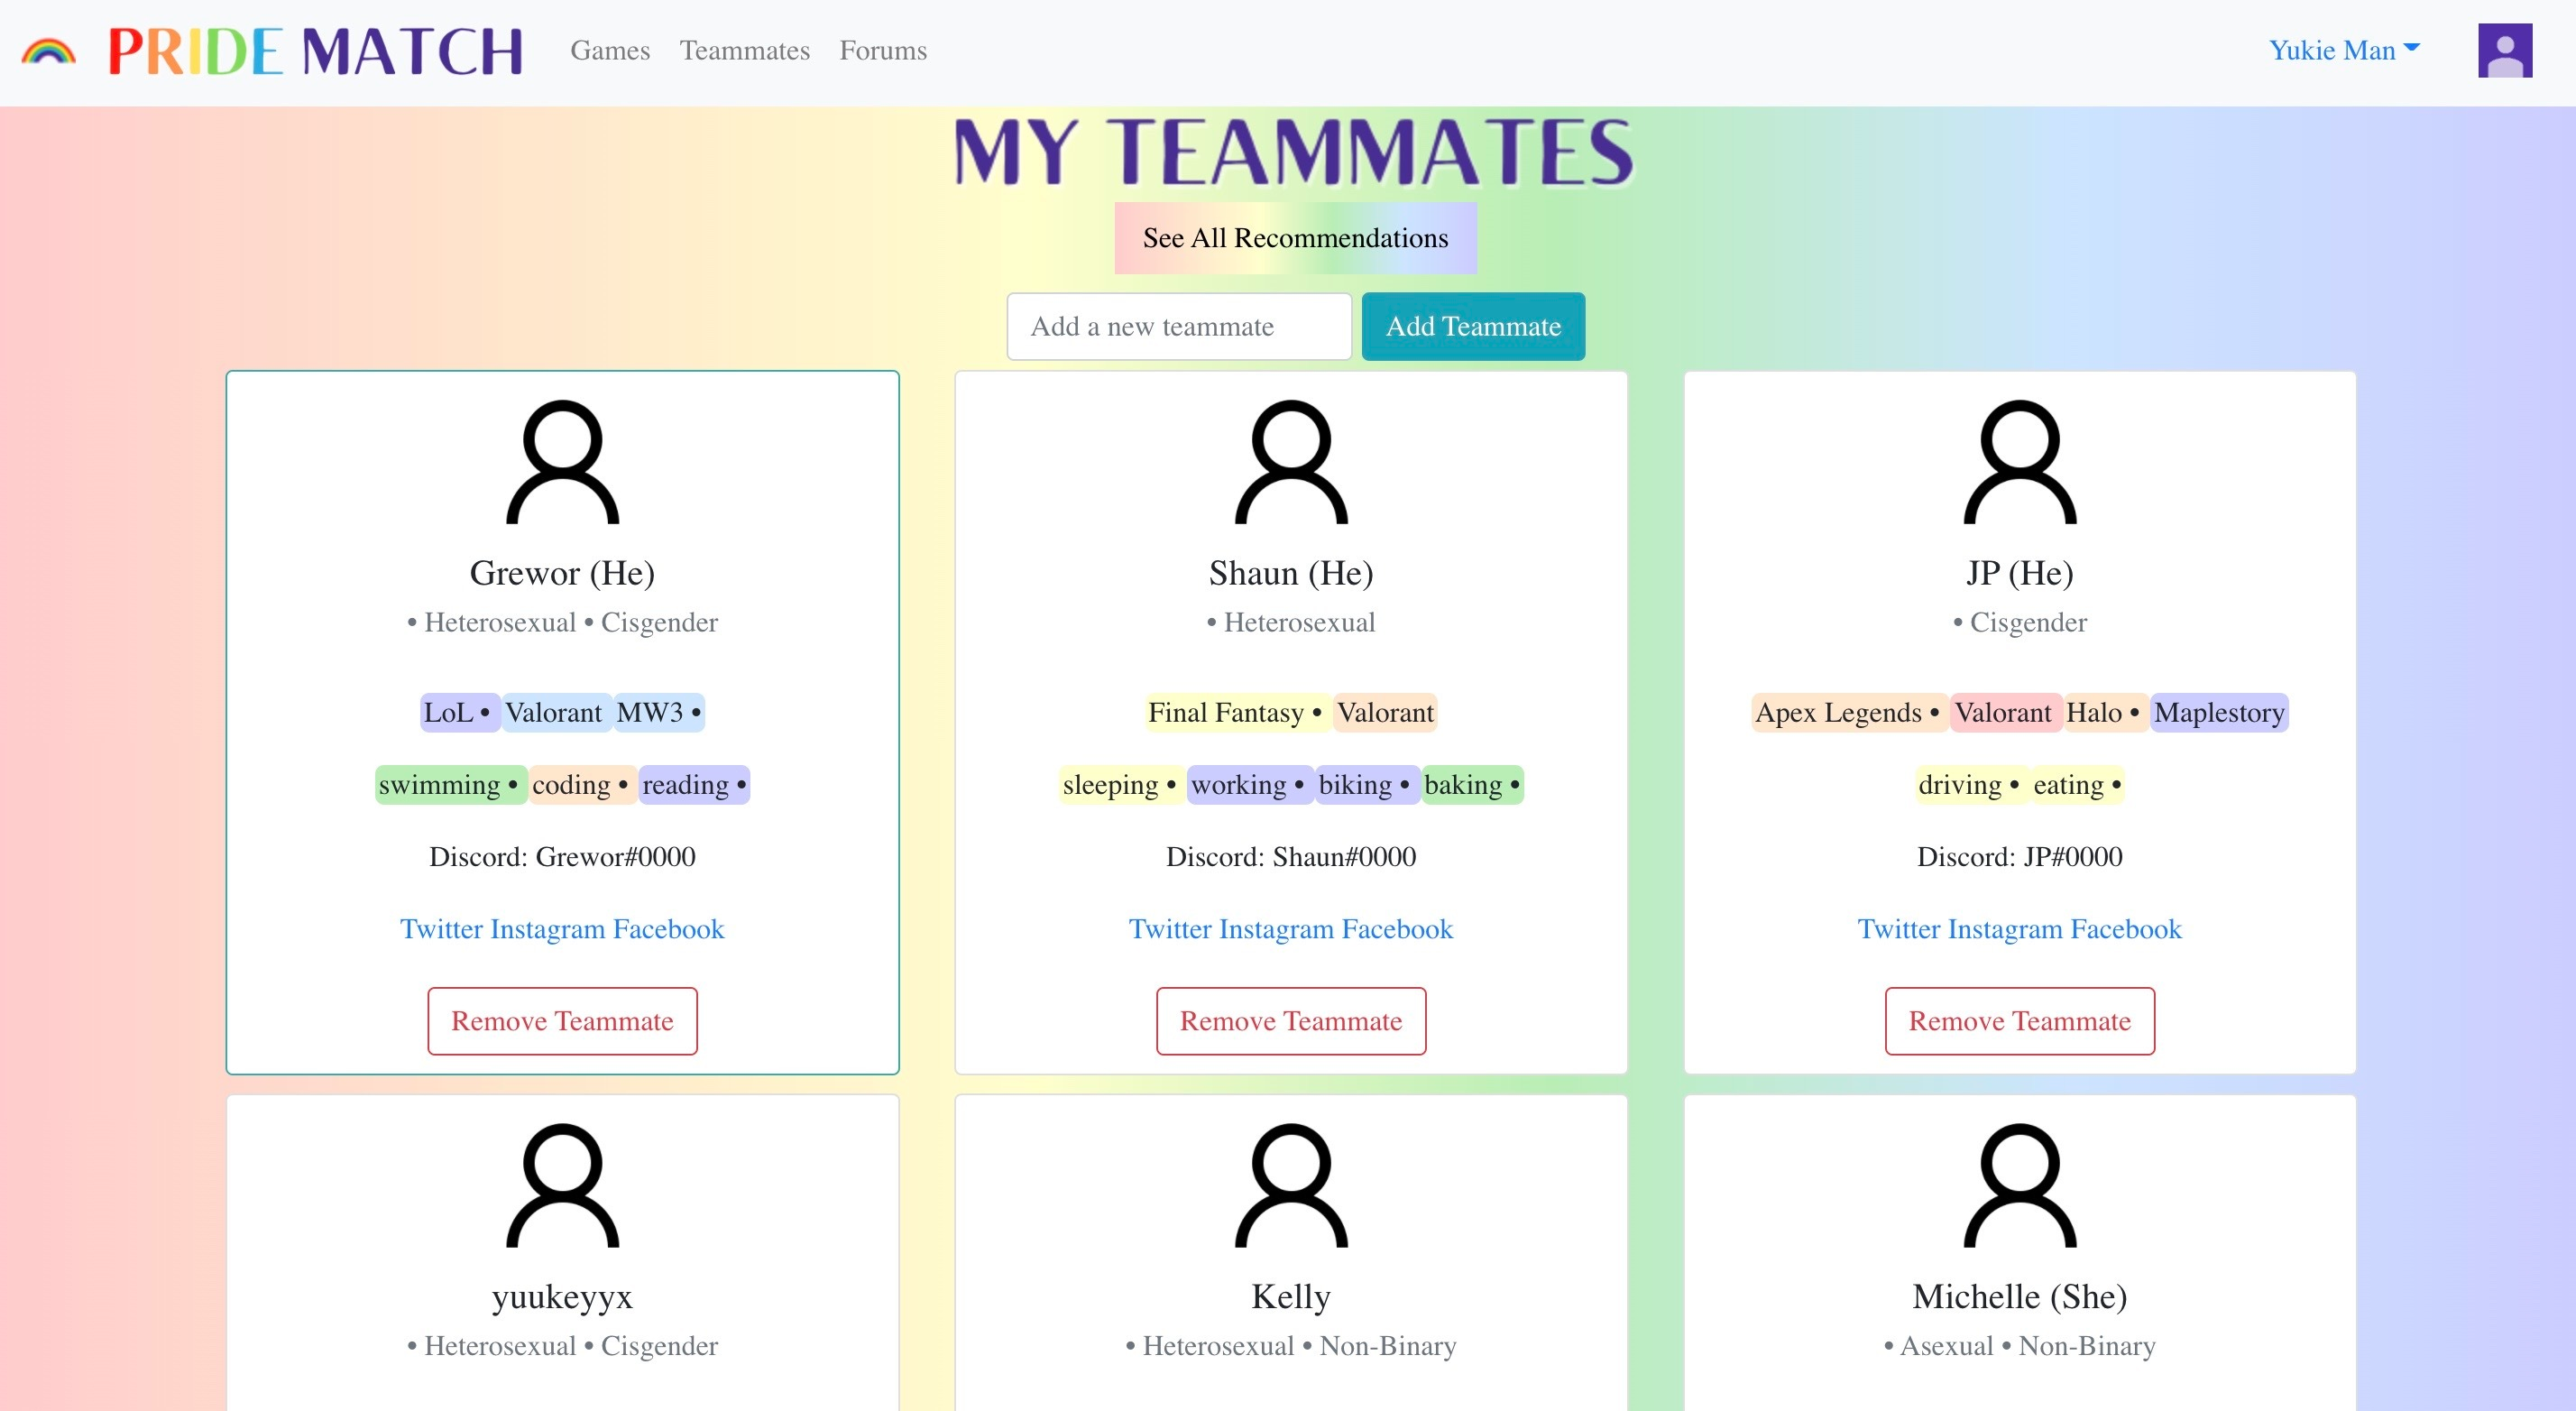 PRIDE MATCH Games Teammates Forums Yukie Man
MY TEAMMATES
See All Recommendations
Add a new teammate Add Teammate
Grewor (He)
• Heterosexual • Cisgender
LoL • Valorant MW3 •
swimming • coding • reading •
Discord: Grewor#0000
Twitter Instagram Facebook
Remove Teammate
Shaun (He)
• Heterosexual
Final Fantasy • Valorant
sleeping • working • biking • baking •
Discord: Shaun#0000
Twitter Instagram Facebook
Remove Teammate
JP (He)
• Cisgender
Apex Legends • Valorant Halo • Maplestory
driving • eating •
Discord: JP#0000
Twitter Instagram Facebook
Remove Teammate
yuukeyyx
• Heterosexual • Cisgender
Kelly
• Heterosexual • Non-Binary
Michelle (She)
• Asexual • Non-Binary